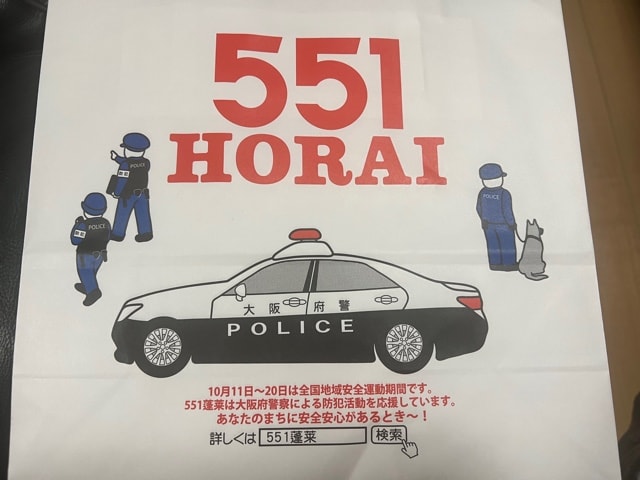 551
HORAI
POLICE
POLICE
POLICE
大阪府警
POLICE
10月11日～20日は全国地域安全運動期間です。
551蓬莱は大阪府警察による防犯活動を応援しています。
あなたのまちに安全安心があるとき～！
詳しくは 551蓬莱 検索